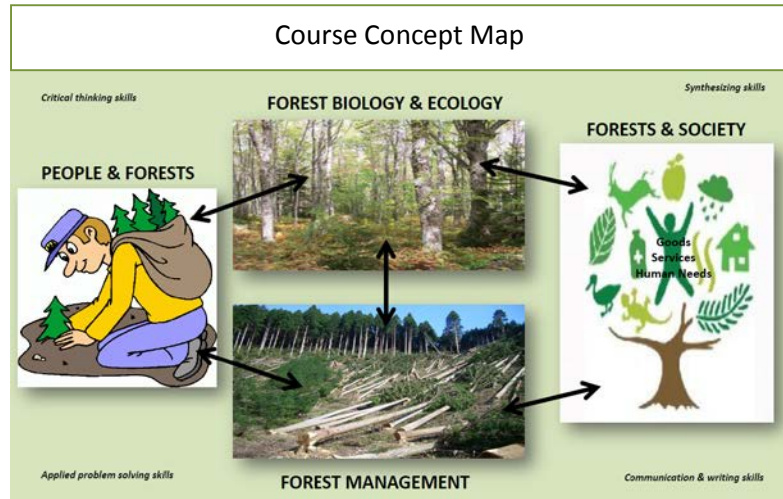 Course Concept Map
Critical thinking skills
Synthesizing skills
FOREST BIOLOGY & ECOLOGY
FORESTS & SOCIETY
PEOPLE & FORESTS
Goods
Services
Human Needs
Applied problem solving skills
FOREST MANAGEMENT
Communication & writing skills